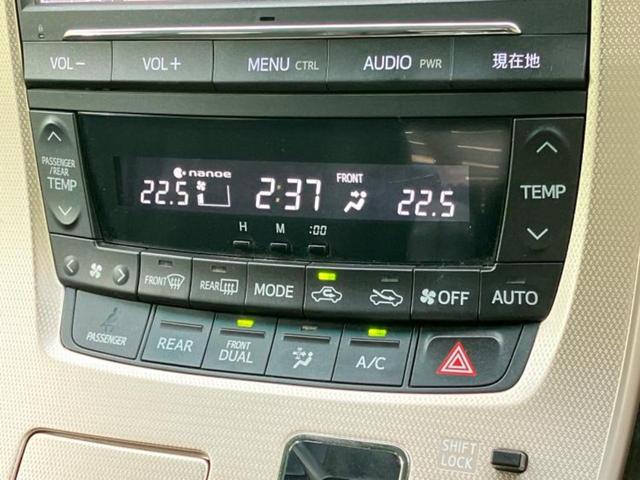 VOL− VOL+ MENU CTRL AUDIO PWR 現在地
PASSENGER/REAR TEMP
nanoe
22.5 2:37 FRONT 22.5
TEMP
H M :00
FRONT REAR MODE OFF AUTO
PASSENGER REAR FRONT DUAL A/C
SHIFT LOCK